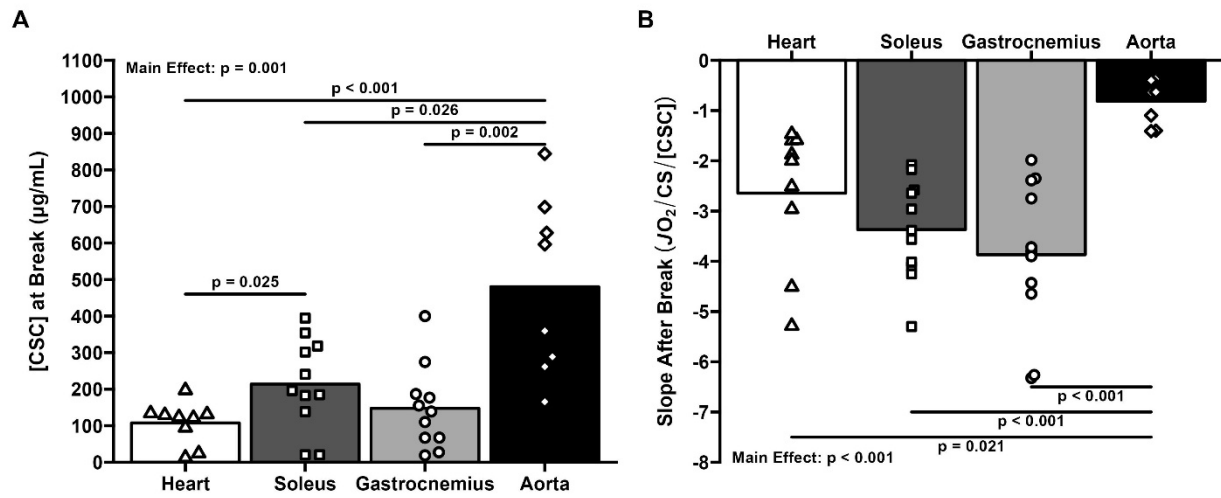 A
[CSC] at Break (µg/mL)
1100
1000
900
800
700
600
500
400
300
200
100
0
Main Effect: p = 0.001
p < 0.001
p = 0.026
p = 0.002
p = 0.025
Heart Soleus Gastrocnemius Aorta
B
Heart Soleus Gastrocnemius Aorta
Slope After Break (JO₂/CS/[CSC])
0
-1
-2
-3
-4
-5
-6
-7
-8
p < 0.001
p < 0.001
p = 0.021
Main Effect: p < 0.001